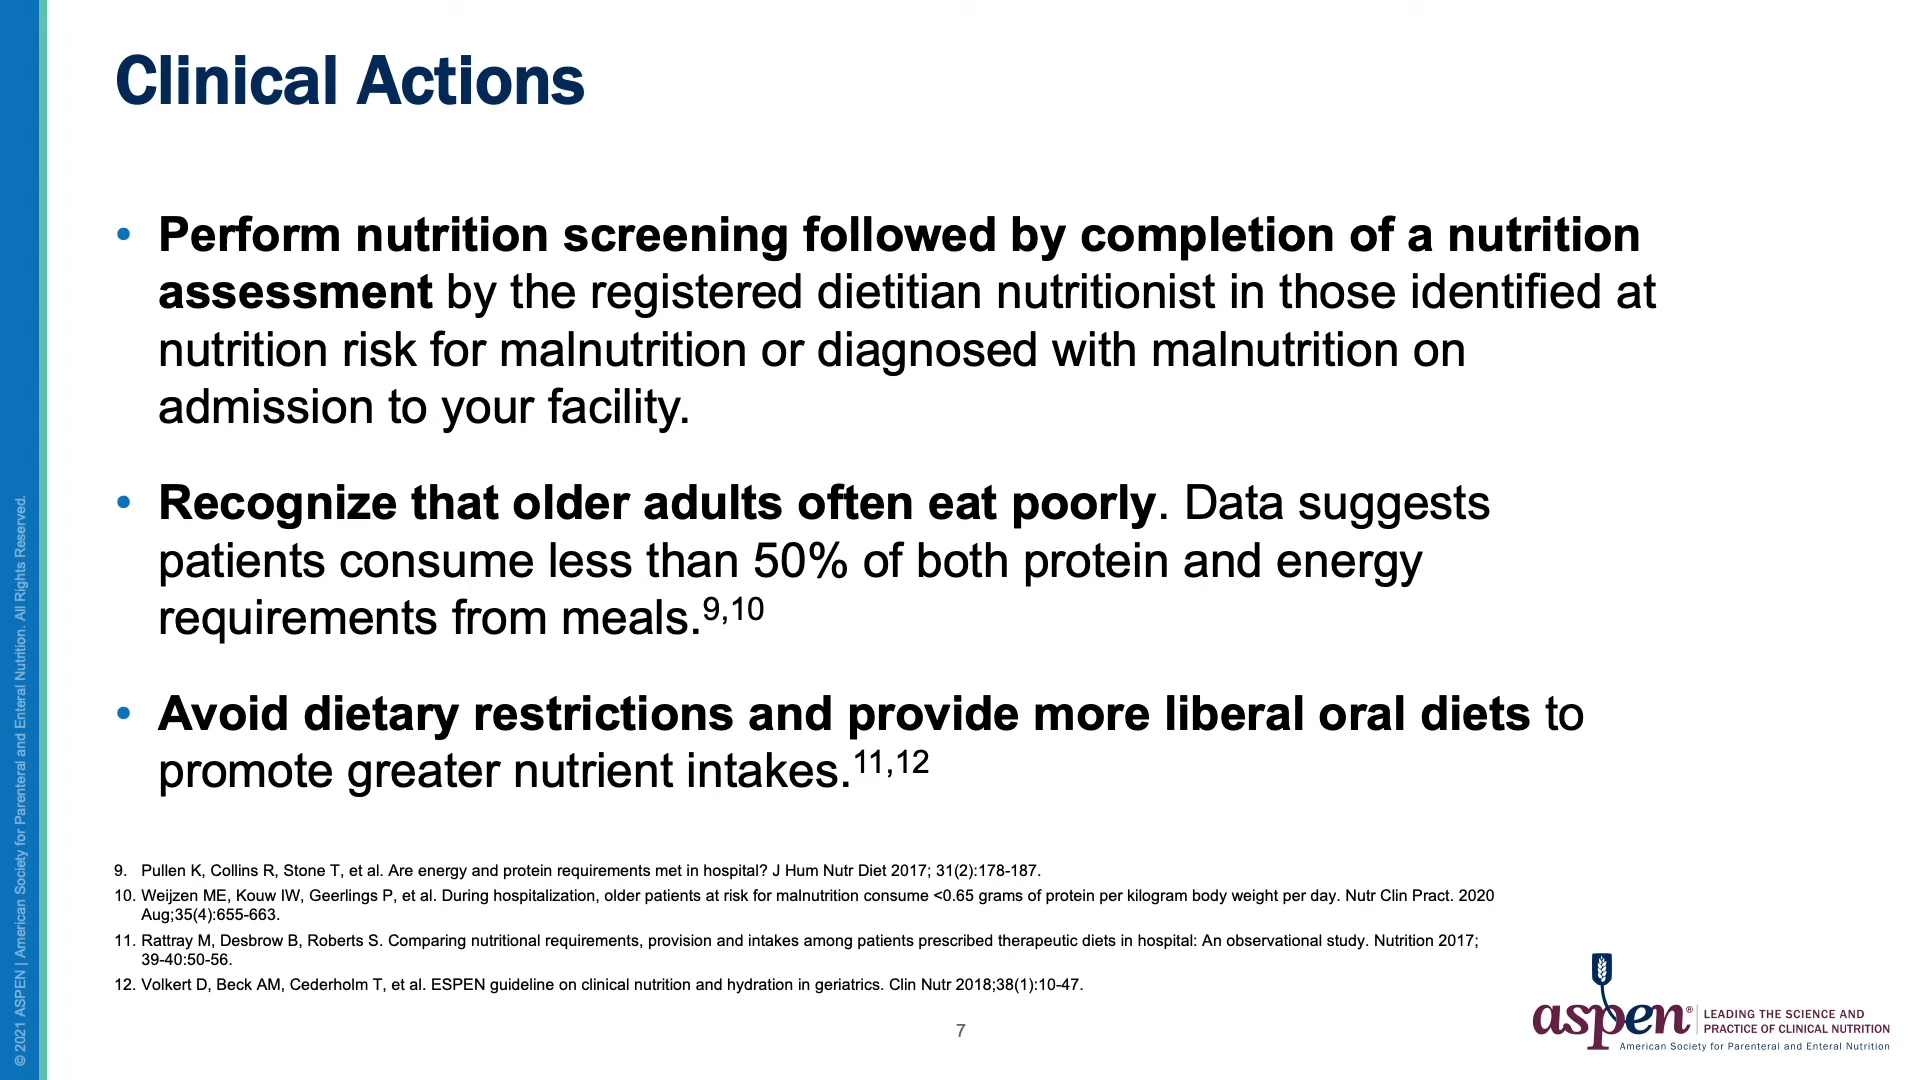 Clinical Actions
• Perform nutrition screening followed by completion of a nutrition
assessment by the registered dietitian nutritionist in those identified at
nutrition risk for malnutrition or diagnosed with malnutrition on
admission to your facility.
• Recognize that older adults often eat poorly. Data suggests
patients consume less than 50% of both protein and energy
requirements from meals.9,10
• Avoid dietary restrictions and provide more liberal oral diets to
promote greater nutrient intakes.11,12
9. Pullen K, Collins R, Stone T, et al. Are energy and protein requirements met in hospital? J Hum Nutr Diet 2017; 31(2):178-187.
10. Weijzen ME, Kouw IW, Geerlings P, et al. During hospitalization, older patients at risk for malnutrition consume <0.65 grams of protein per kilogram body weight per day. Nutr Clin Pract. 2020
Aug;35(4):655-663.
11. Rattray M, Desbrow B, Roberts S. Comparing nutritional requirements, provision and intakes among patients prescribed therapeutic diets in hospital: An observational study. Nutrition 2017;
39-40:50-56.
12. Volkert D, Beck AM, Cederholm T, et al. ESPEN guideline on clinical nutrition and hydration in geriatrics. Clin Nutr 2018;38(1):10-47.
7
aspen®
LEADING THE SCIENCE AND
PRACTICE OF CLINICAL NUTRITION
American Society for Parenteral and Enteral Nutrition
© 2021 ASPEN | American Society for Parenteral and Enteral Nutrition. All Rights Reserved.